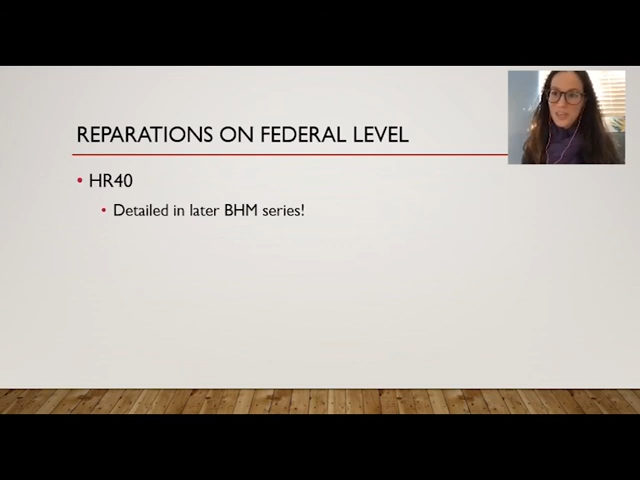 REPARATIONS ON FEDERAL LEVEL
• HR40
• Detailed in later BHM series!